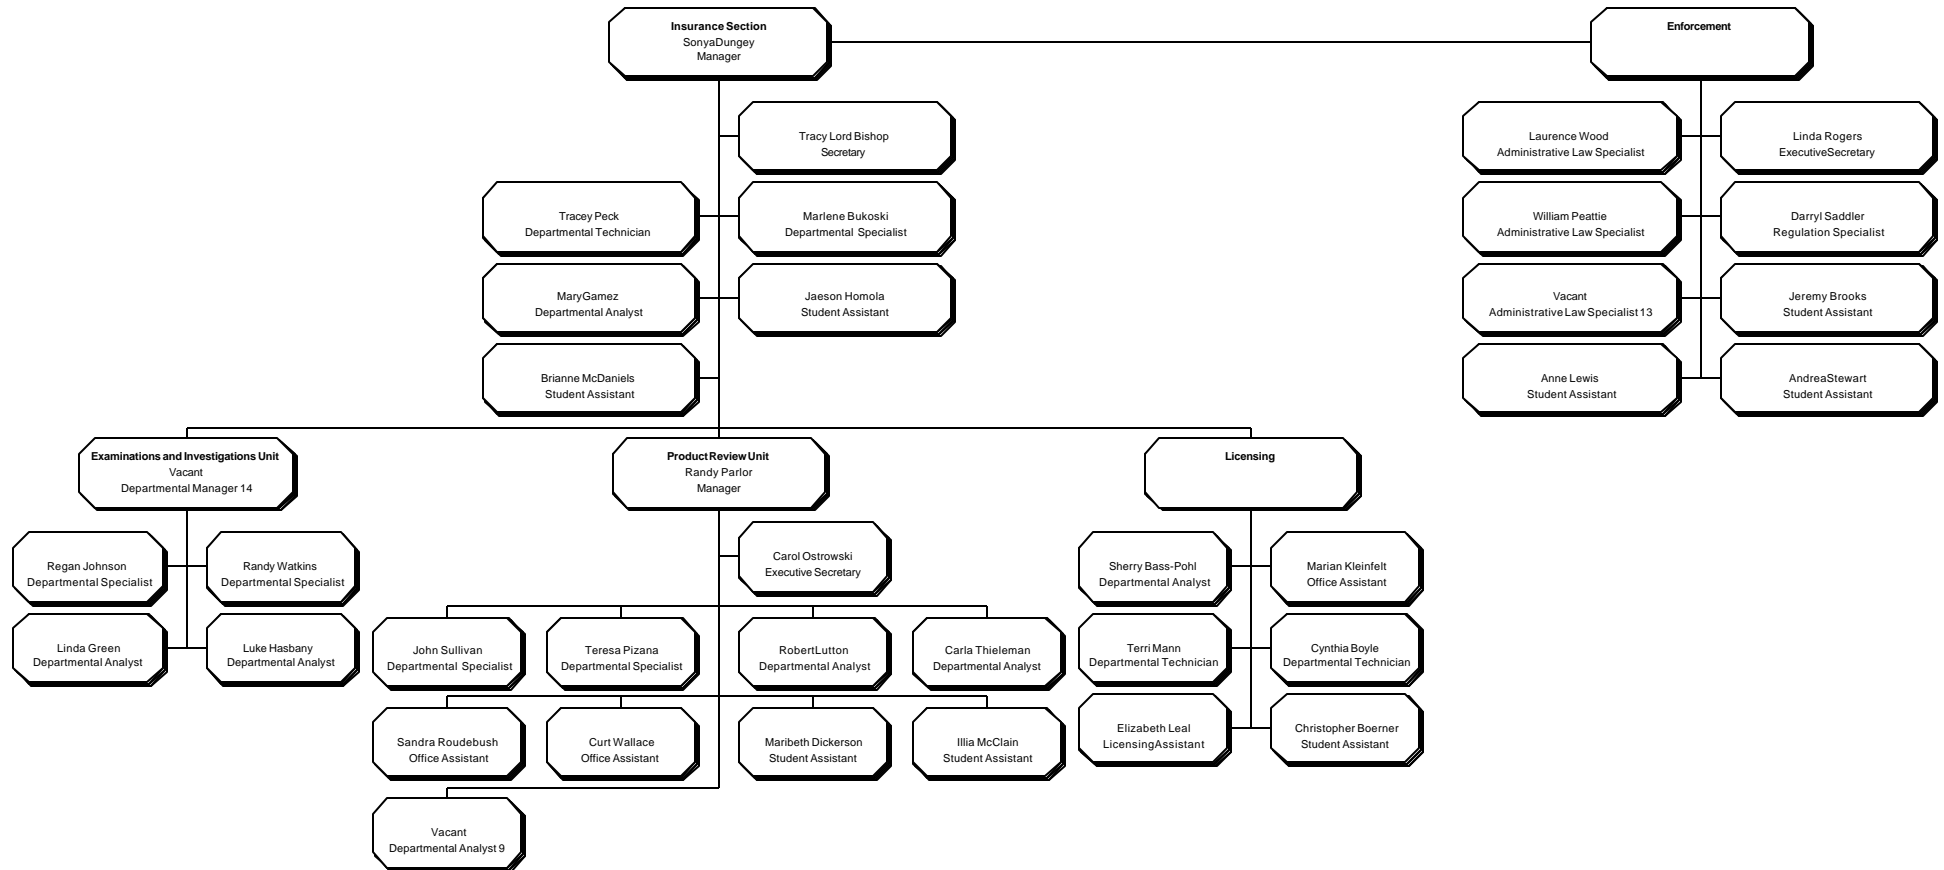 Insurance Section
SonyaDungey
Manager
Enforcement
Tracy Lord Bishop
Secretary
Laurence Wood
Administrative Law Specialist
Linda Rogers
ExecutiveSecretary
Tracey Peck
Departmental Technician
Marlene Bukoski
Departmental Specialist
William Peattie
Administrative Law Specialist
Darryl Saddler
Regulation Specialist
MaryGamez
Departmental Analyst
Jaeson Homola
Student Assistant
Vacant
Administrative Law Specialist 13
Jeremy Brooks
Student Assistant
Brianne McDaniels
Student Assistant
Anne Lewis
Student Assistant
AndreaStewart
Student Assistant
Examinations and Investigations Unit
Vacant
Departmental Manager 14
Product Review Unit
Randy Parlor
Manager
Licensing
Regan Johnson
Departmental Specialist
Randy Watkins
Departmental Specialist
Carol Ostrowski
Executive Secretary
Sherry Bass-Pohl
Departmental Analyst
Marian Kleinfelt
Office Assistant
Linda Green
Departmental Analyst
Luke Hasbany
Departmental Analyst
John Sullivan
Departmental Specialist
Teresa Pizana
Departmental Specialist
RobertLutton
Departmental Analyst
Carla Thieleman
Departmental Analyst
Terri Mann
Departmental Technician
Cynthia Boyle
Departmental Technician
Sandra Roudebush
Office Assistant
Curt Wallace
Office Assistant
Maribeth Dickerson
Student Assistant
Illia McClain
Student Assistant
Elizabeth Leal
LicensingAssistant
Christopher Boerner
Student Assistant
Vacant
Departmental Analyst 9